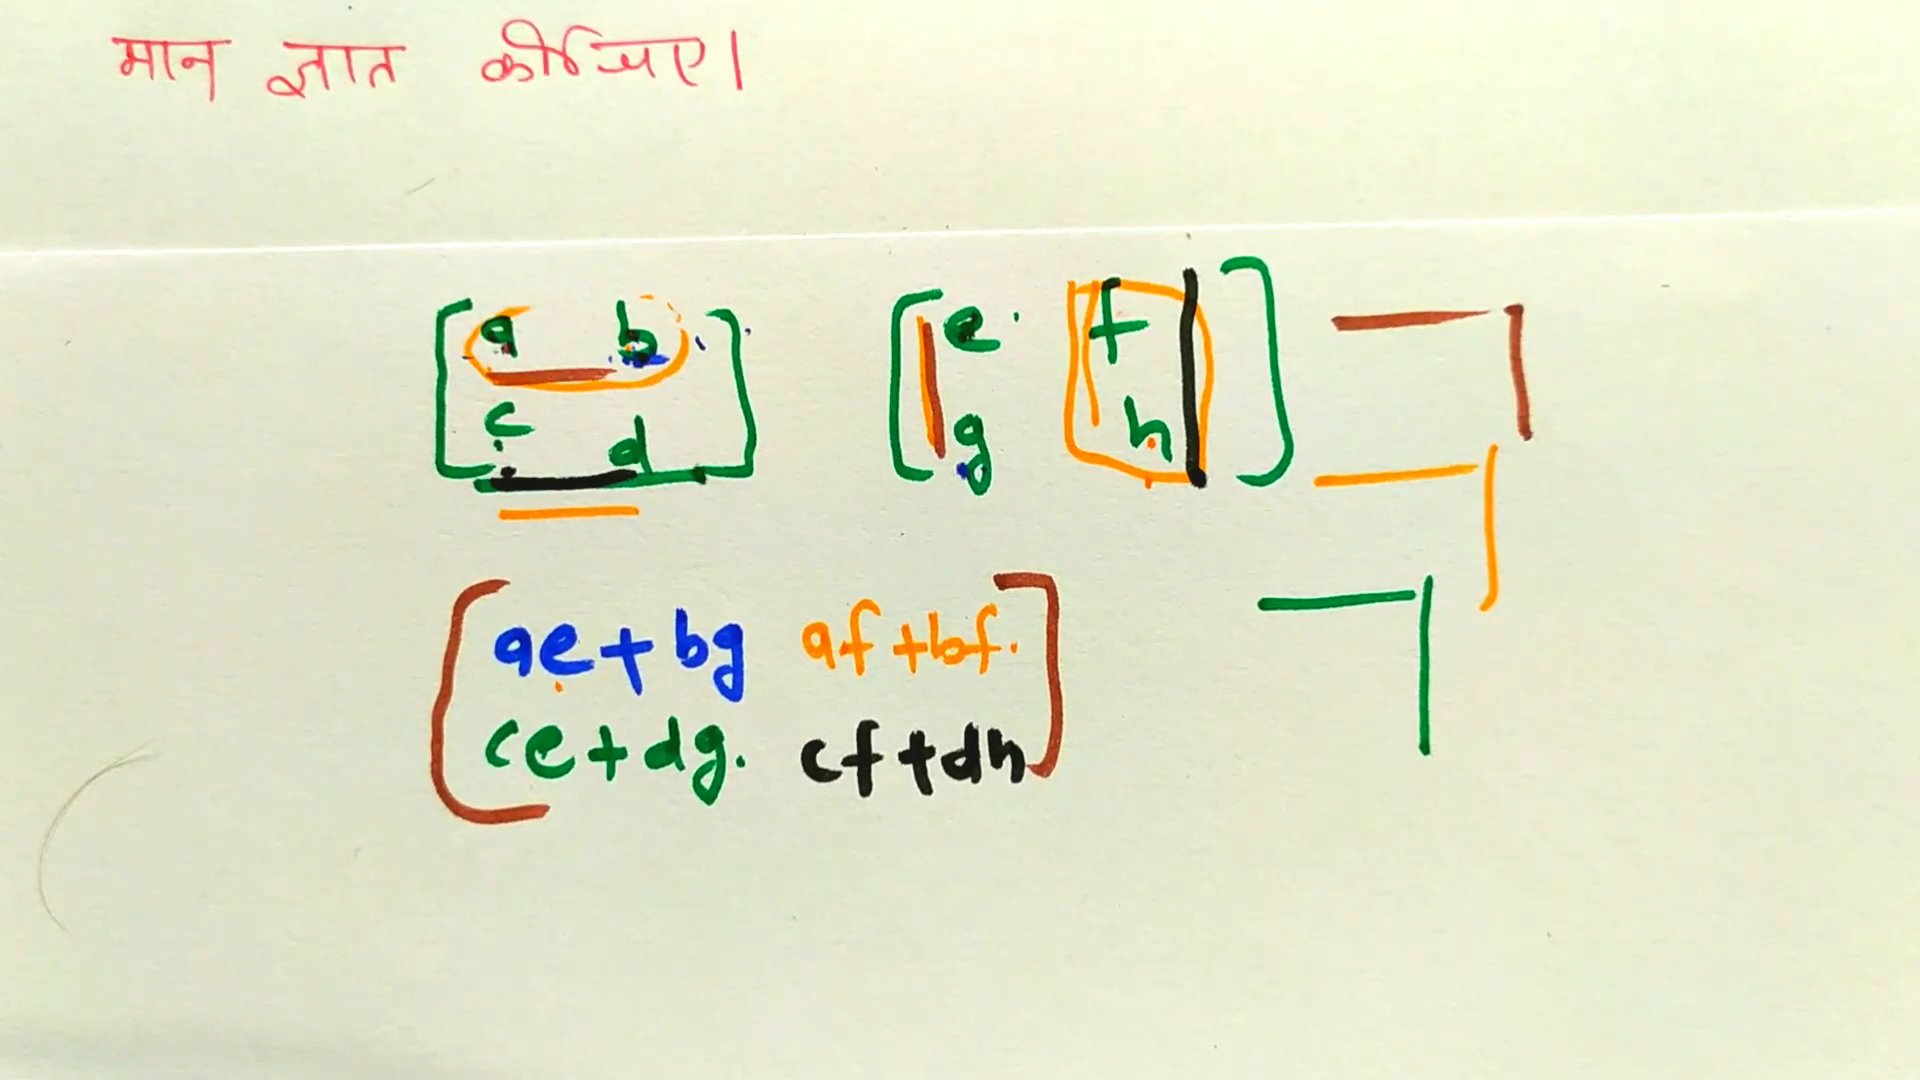 मान ज्ञात कीजिए।
[a b [e f ]
c d] g h]
[ae+bg af+bf.]
ce+dg. cf+dh